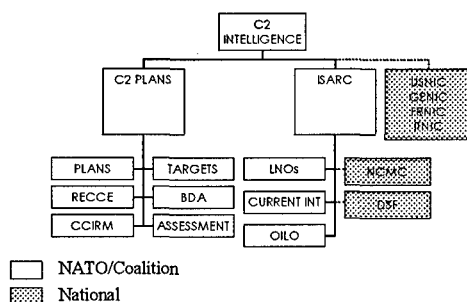 C2
INTELLIGENCE
C2 PLANS
ISARC
USNIC
GENIC
FRNIC
ITNIC
PLANS
TARGETS
LNOs
NCMC
RECCE
BDA
CURRENT INT
DSF
CCIRM
ASSESSMENT
OILO
NATO/Coalition
National